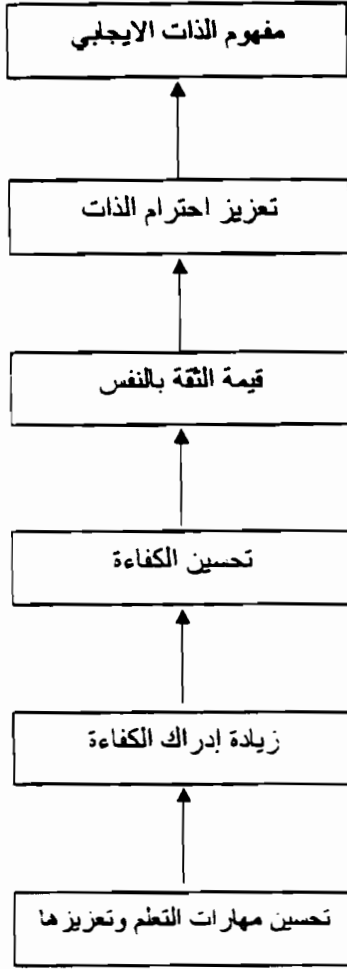 مفهوم الذات الايجابي
تعزيز احترام الذات
قيمة الثقة بالنفس
تحسين الكفاءة
زيادة إدراك الكفاءة
تحسين مهارات التعلم وتعزيزها